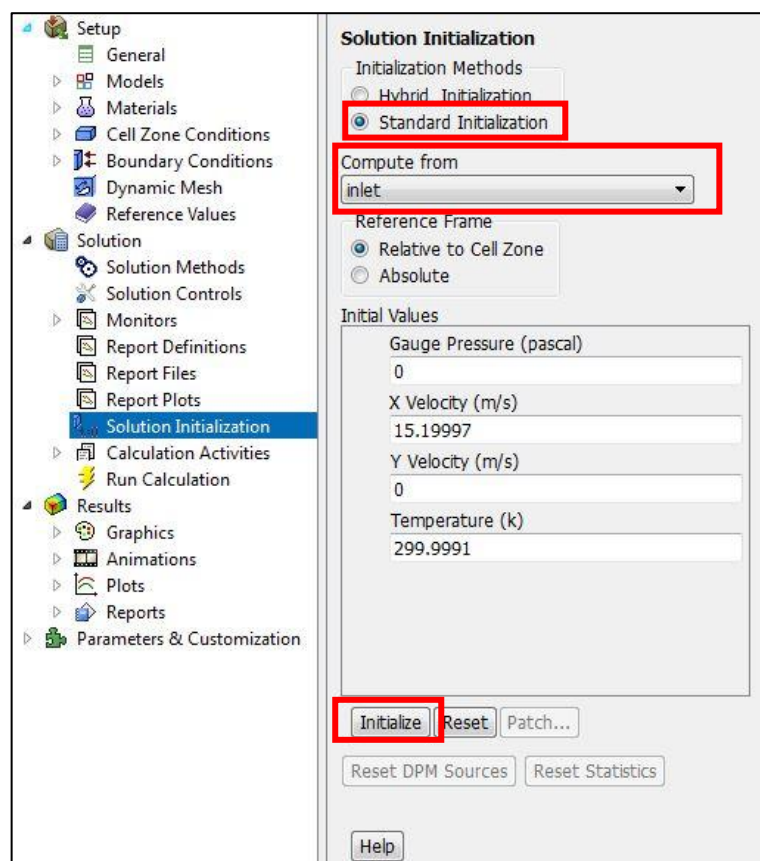 Setup
General
Models
Materials
Cell Zone Conditions
Boundary Conditions
Dynamic Mesh
Reference Values
Solution
Solution Methods
Solution Controls
Monitors
Report Definitions
Report Files
Report Plots
Solution Initialization
Calculation Activities
Run Calculation
Results
Graphics
Animations
Plots
Reports
Parameters & Customization
Solution Initialization
Initialization Methods
Hybrid Initialization
Standard Initialization
Compute from
inlet
Reference Frame
Relative to Cell Zone
Absolute
Initial Values
Gauge Pressure (pascal)
0
X Velocity (m/s)
15.19997
Y Velocity (m/s)
0
Temperature (k)
299.9991
Initialize Reset Patch...
Reset DPM Sources Reset Statistics
Help